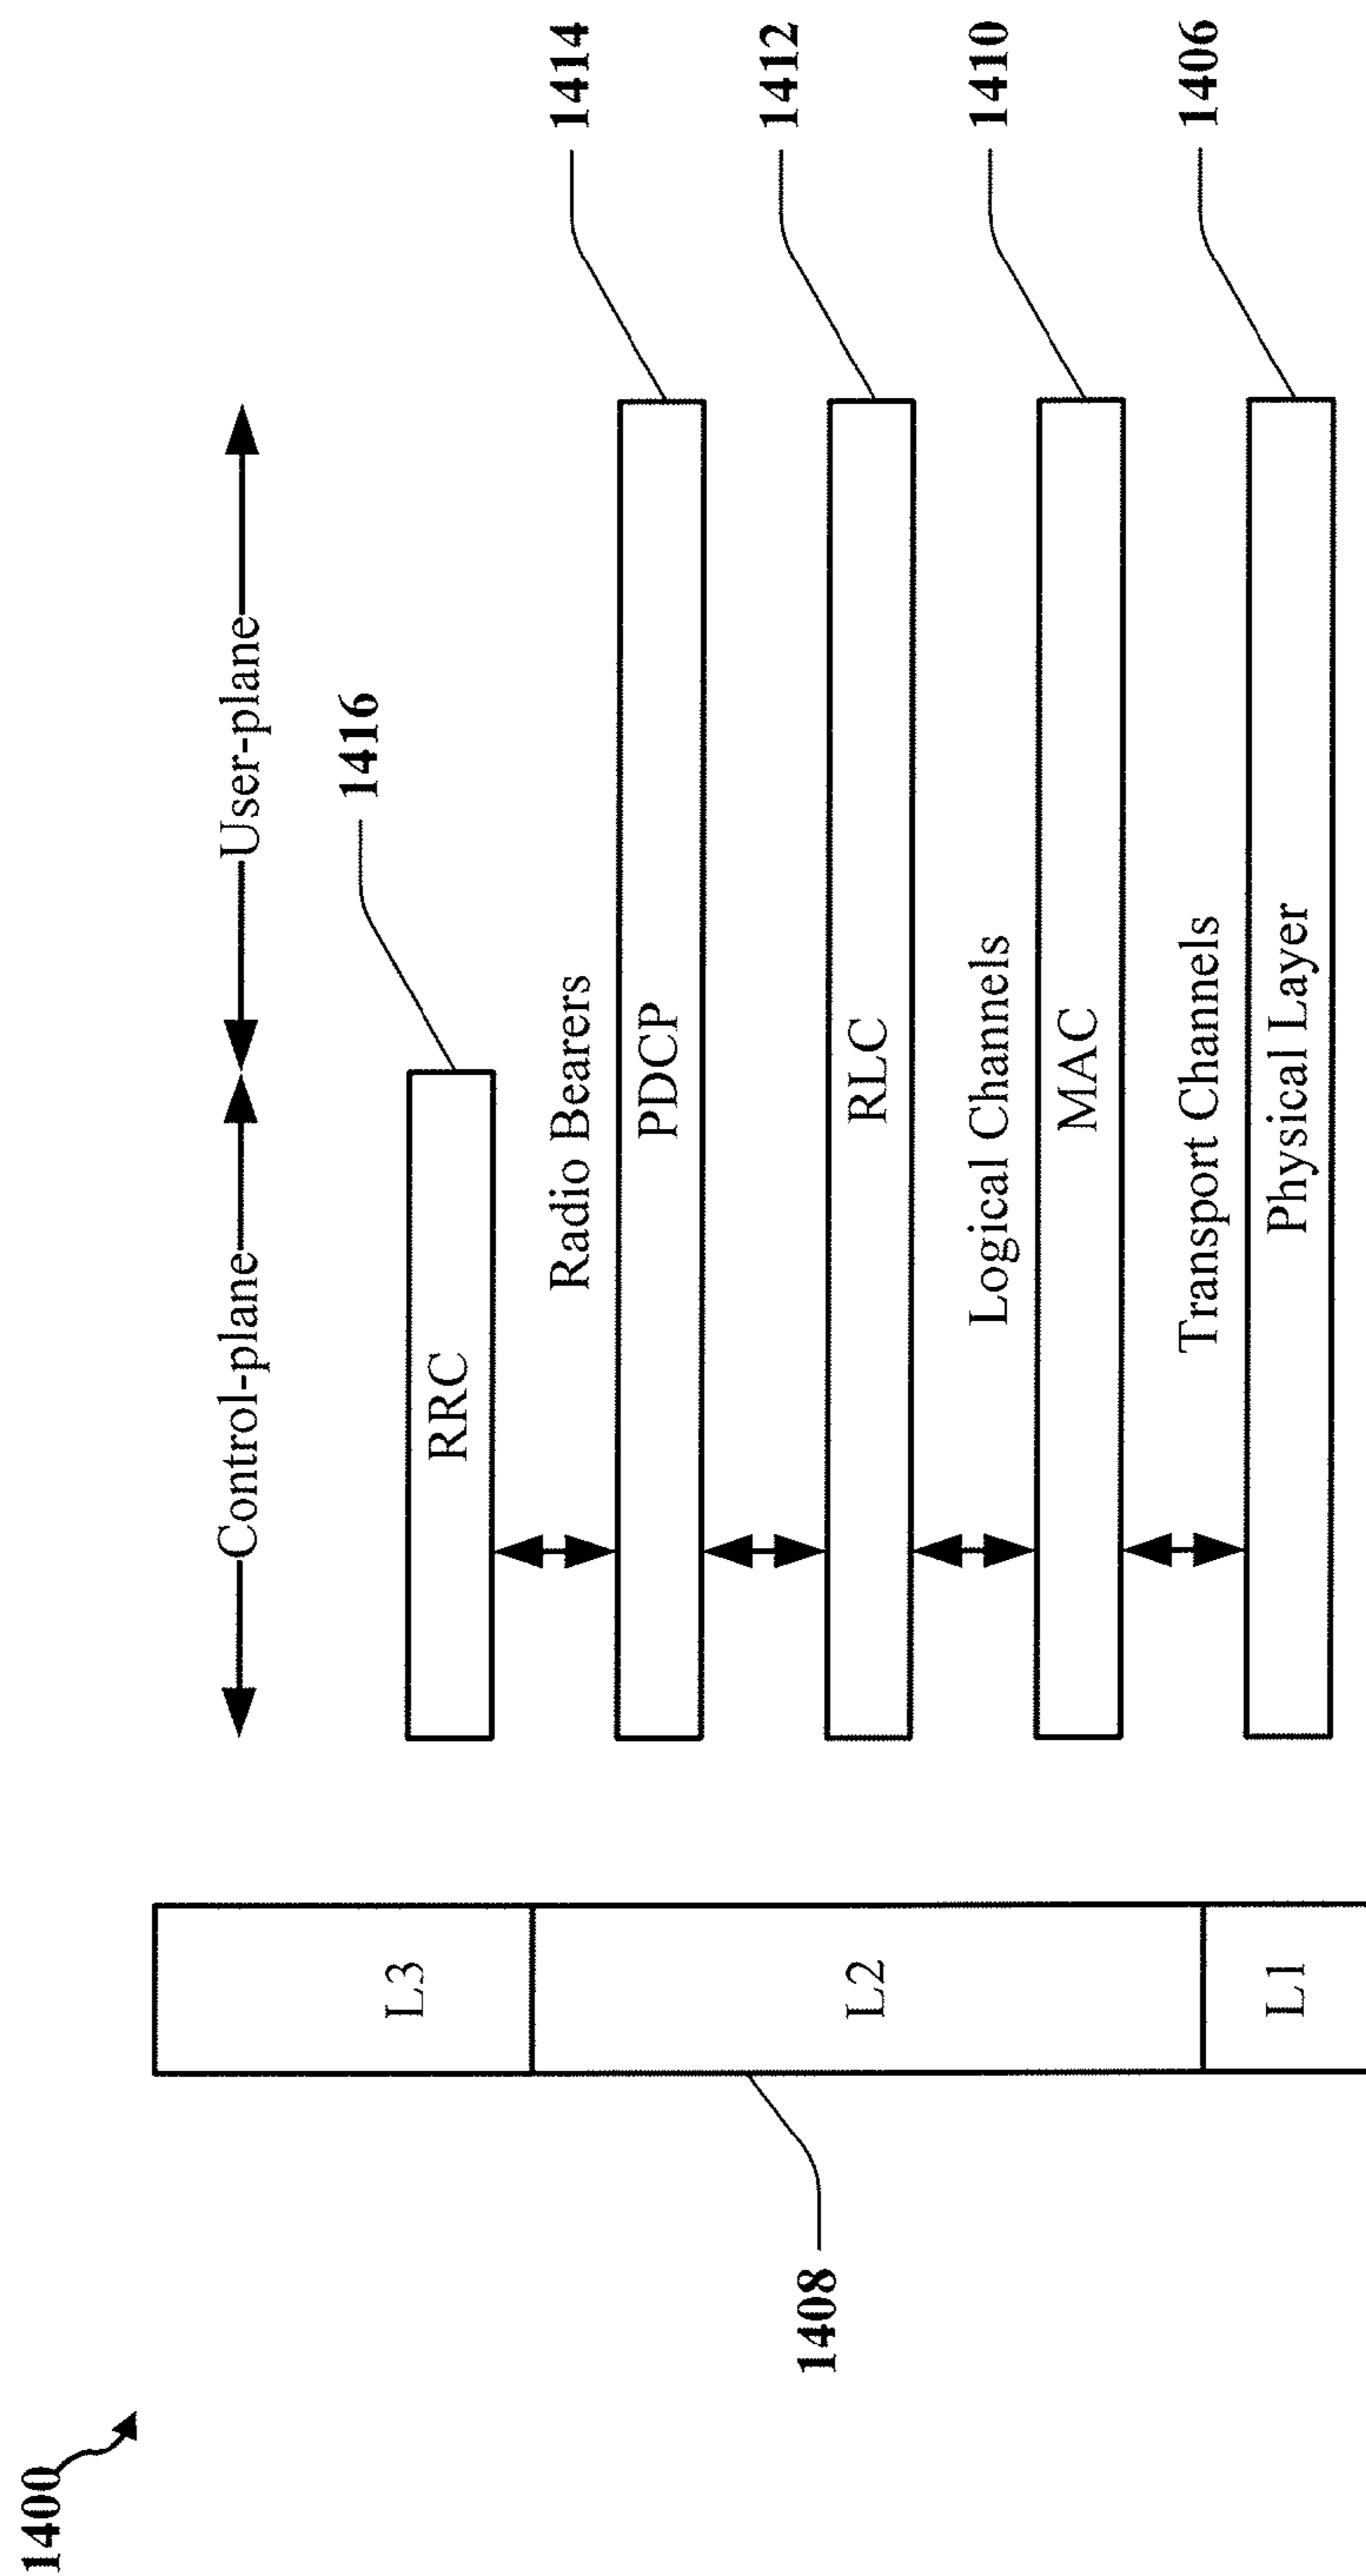 1400
Control-plane
User-plane
1416
L3
RRC
Radio Bearers
1414
PDCP
1408
L2
1412
RLC
Logical Channels
1410
MAC
Transport Channels
1406
L1
Physical Layer